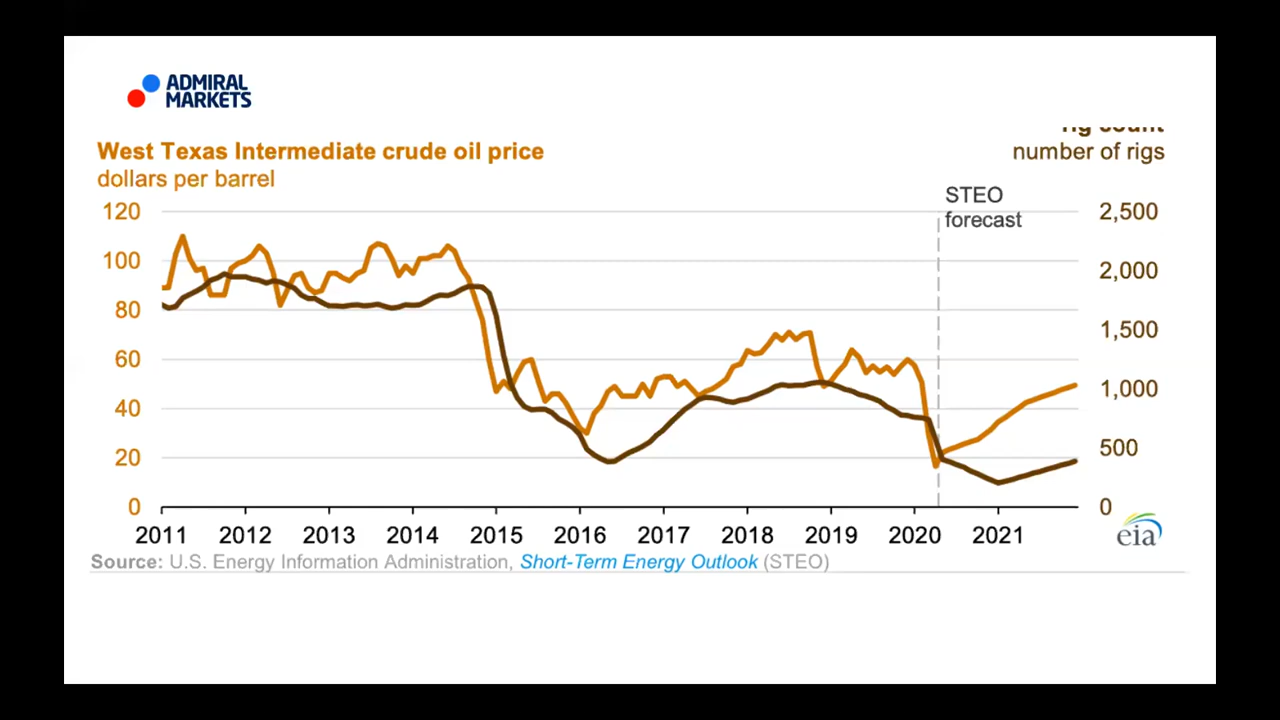 ADMIRAL
MARKETS
rig count
West Texas Intermediate crude oil price
number of rigs
dollars per barrel
STEO
forecast
120
2,500
100
2,000
80
1,500
60
1,000
40
500
20
0
0
2011 2012 2013 2014 2015 2016 2017 2018 2019 2020 2021
eia
Source: U.S. Energy Information Administration, Short-Term Energy Outlook (STEO)